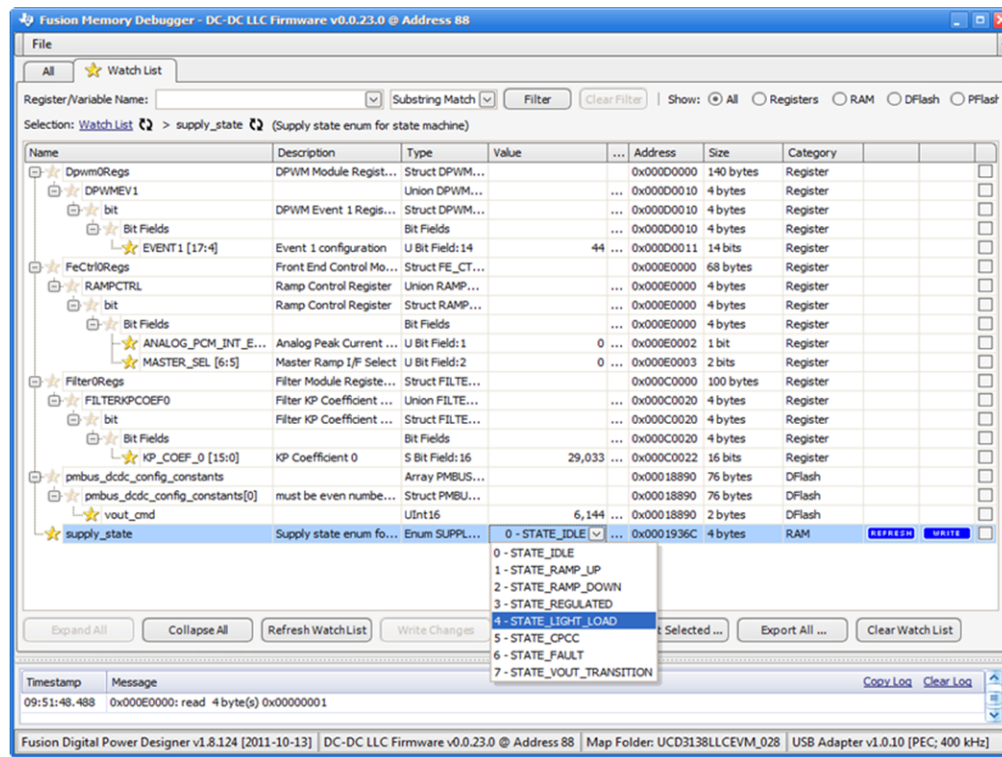 Fusion Memory Debugger - DC-DC LLC Firmware v0.0.23.0 @ Address 88
File
All Watch List
Register/Variable Name: Substring Match Filter Clear Filter Show: All Registers RAM DFlash PFlash
Selection: Watch List > supply_state (Supply state enum for state machine)
Name Description Type Value ... Address Size Category
Dpwm0Regs DPWM Module Regist... Struct DPWM... 0x000D0000 140 bytes Register
DPWMEV1 Union DPWM... ... 0x000D0010 4 bytes Register
bit DPWM Event 1 Regis... Struct DPWM... ... 0x000D0010 4 bytes Register
Bit Fields Bit Fields ... 0x000D0010 4 bytes Register
EVENT1 [17:4] Event 1 configuration U Bit Field:14 44 ... 0x000D0011 14 bits Register
FeCtrl0Regs Front End Control Mo... Struct FE_CT... 0x000E0000 68 bytes Register
RAMPCTRL Ramp Control Register Union RAMP... ... 0x000E0000 4 bytes Register
bit Ramp Control Register Struct RAMP... ... 0x000E0000 4 bytes Register
Bit Fields Bit Fields ... 0x000E0000 4 bytes Register
ANALOG_PCM_INT_E... Analog Peak Current ... U Bit Field:1 0 ... 0x000E0002 1 bit Register
MASTER_SEL [6:5] Master Ramp I/F Select U Bit Field:2 0 ... 0x000E0003 2 bits Register
Filter0Regs Filter Module Registe... Struct FILTE... 0x000C0000 100 bytes Register
FILTERKPCOEF0 Filter KP Coefficient ... Union FILTE... ... 0x000C0020 4 bytes Register
bit Filter KP Coefficient ... Struct FILTE... ... 0x000C0020 4 bytes Register
Bit Fields Bit Fields ... 0x000C0020 4 bytes Register
KP_COEF_0 [15:0] KP Coefficient 0 S Bit Field:16 29,033 ... 0x000C0022 16 bits Register
pmbus_dcdc_config_constants Array PMBUS... 0x00018890 76 bytes DFlash
pmbus_dcdc_config_constants[0] must be even numbe... Struct PMBU... ... 0x00018890 76 bytes DFlash
vout_cmd UInt16 6,144 ... 0x00018890 2 bytes DFlash
supply_state Supply state enum fo... Enum SUPPL... 0 - STATE_IDLE ... 0x0001936C 4 bytes RAM REFRESH WRITE
0 - STATE_IDLE
1 - STATE_RAMP_UP
2 - STATE_RAMP_DOWN
3 - STATE_REGULATED
4 - STATE_LIGHT_LOAD
5 - STATE_CPCC
6 - STATE_FAULT
7 - STATE_VOUT_TRANSITION
Expand All Collapse All Refresh Watch List Write Changes t Selected ... Export All ... Clear Watch List
Timestamp Message Copy Log Clear Log
09:51:48.488 0x000E0000: read 4 byte(s) 0x00000001
Fusion Digital Power Designer v1.8.124 [2011-10-13] DC-DC LLC Firmware v0.0.23.0 @ Address 88 Map Folder: UCD3138LLCEVM_028 USB Adapter v1.0.10 [PEC; 400 kHz]